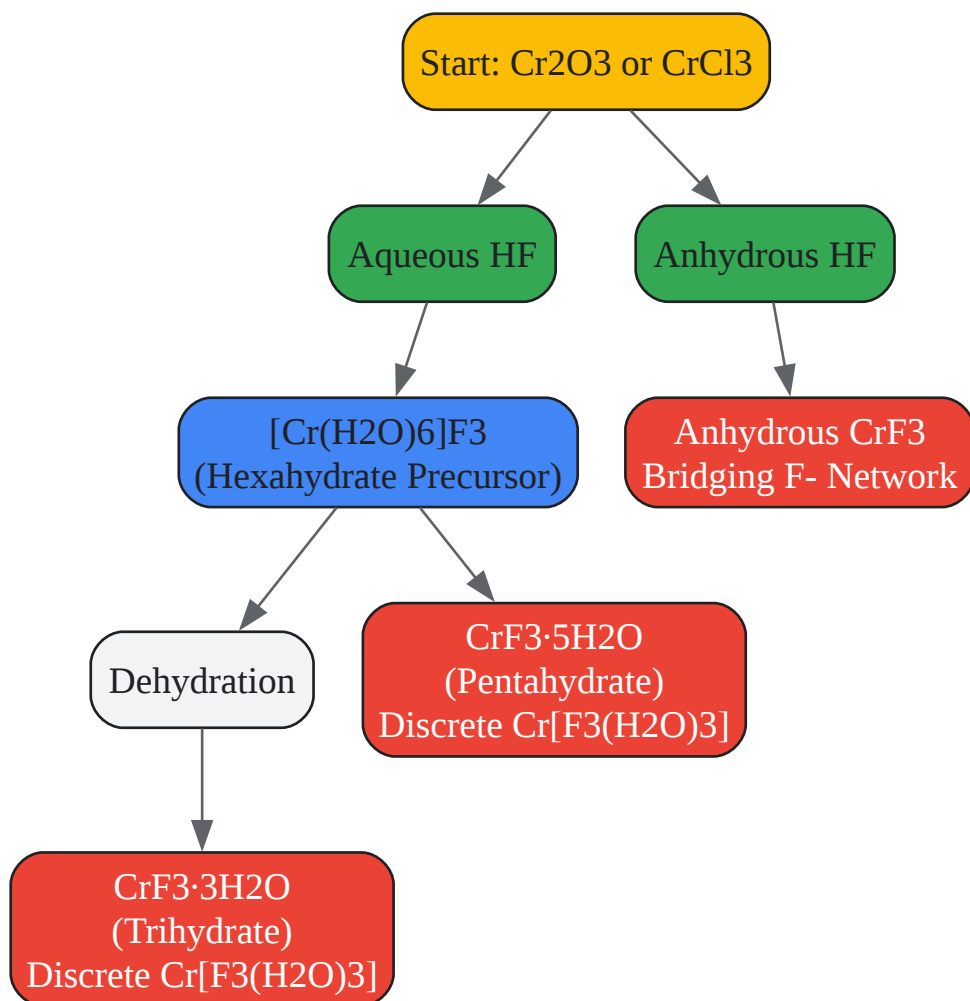 Start: Cr2O3 or CrCl3
Aqueous HF
Anhydrous HF
[Cr(H2O)6]F3
(Hexahydrate Precursor)
Anhydrous CrF3
Bridging F- Network
Dehydration
CrF3·5H2O
(Pentahydrate)
Discrete Cr[F3(H2O)3]
CrF3·3H2O
(Trihydrate)
Discrete Cr[F3(H2O)3]